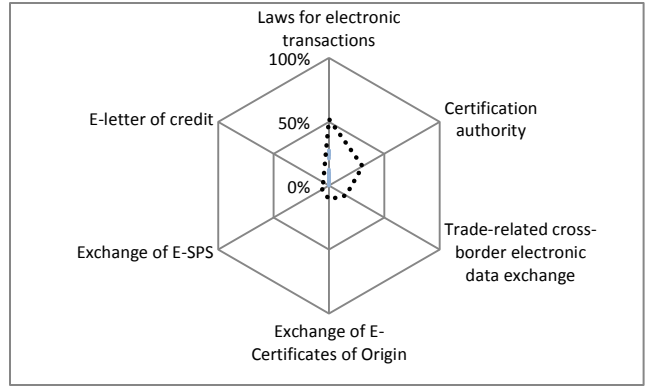 Laws for electronic
transactions
100%
Certification
authority
E-letter of credit
50%
0%
Trade-related cross-
border electronic
data exchange
Exchange of E-SPS
Exchange of E-
Certificates of Origin